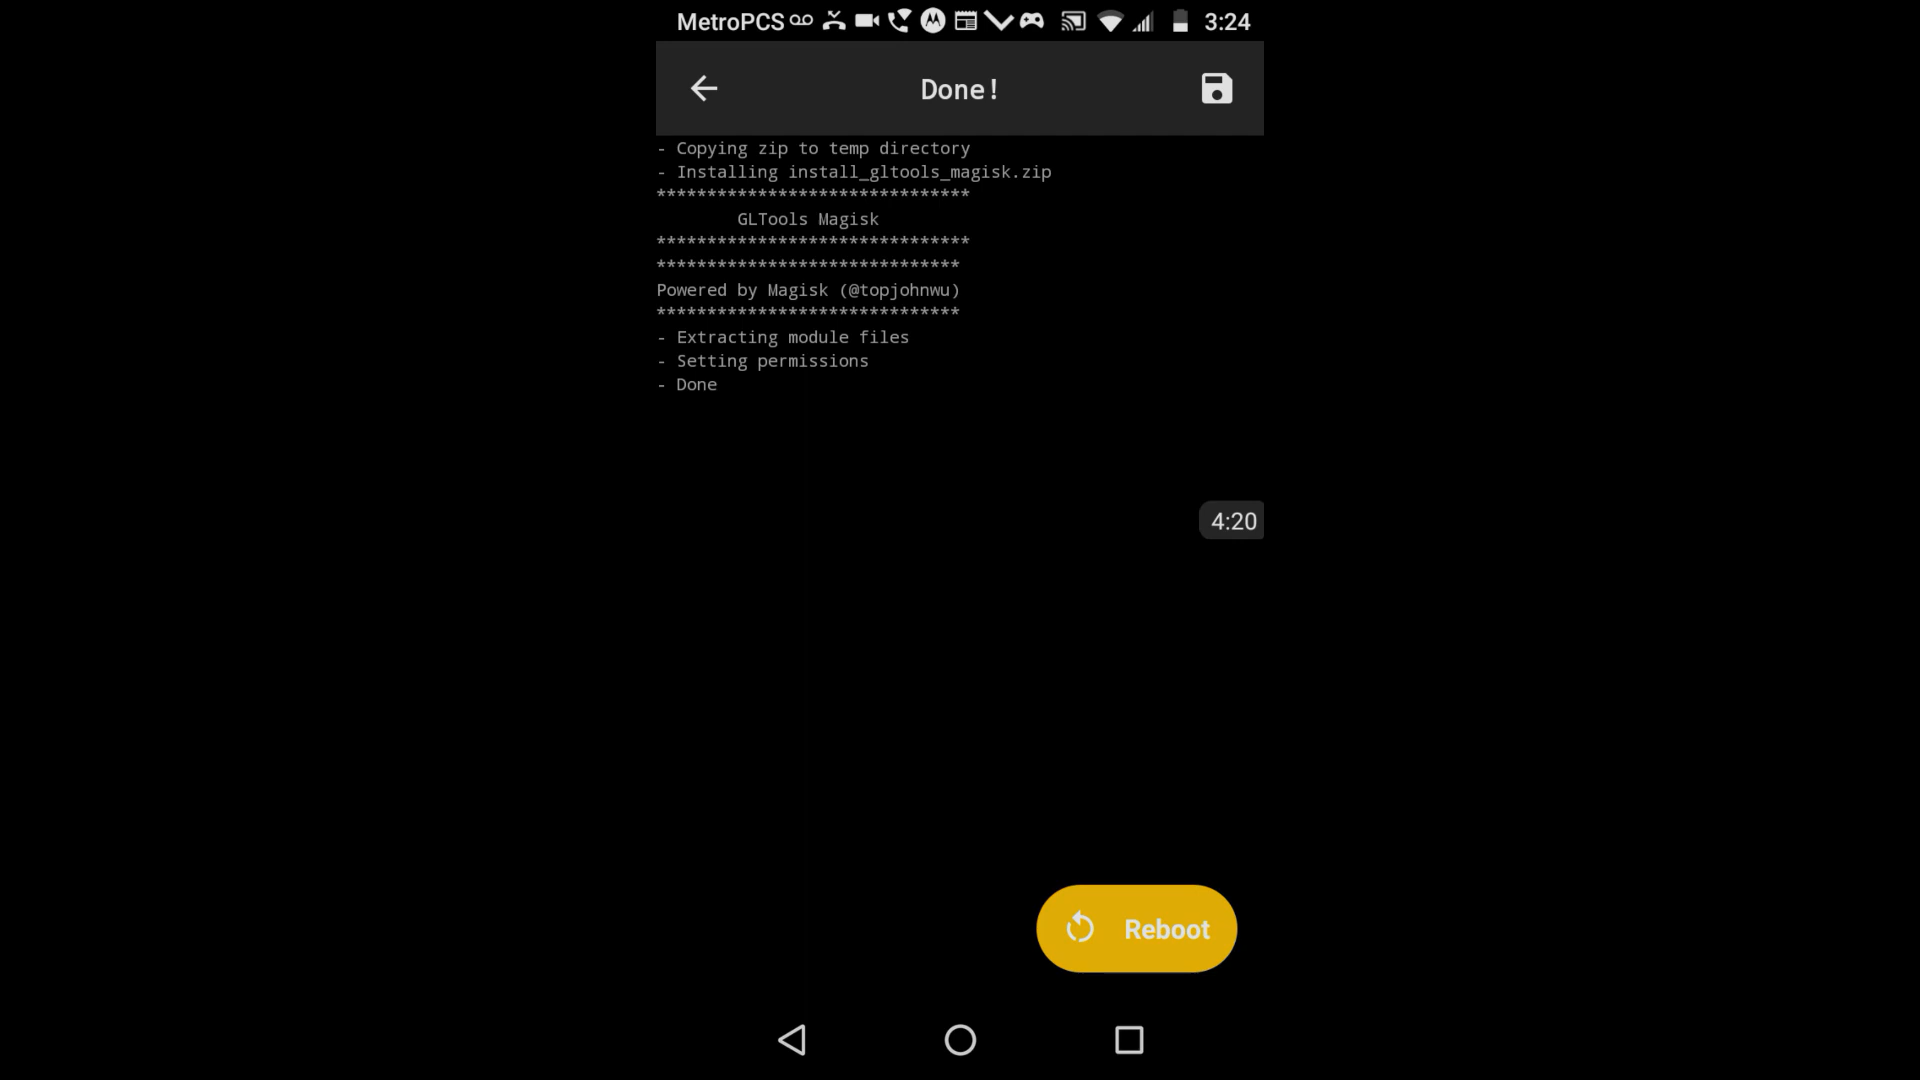 MetroPCS 3:24
Done!
- Copying zip to temp directory
- Installing install_gltools_magisk.zip
*******************************
GLTools Magisk
*******************************
******************************
Powered by Magisk (@topjohnwu)
******************************
- Extracting module files
- Setting permissions
- Done
4:20
Reboot